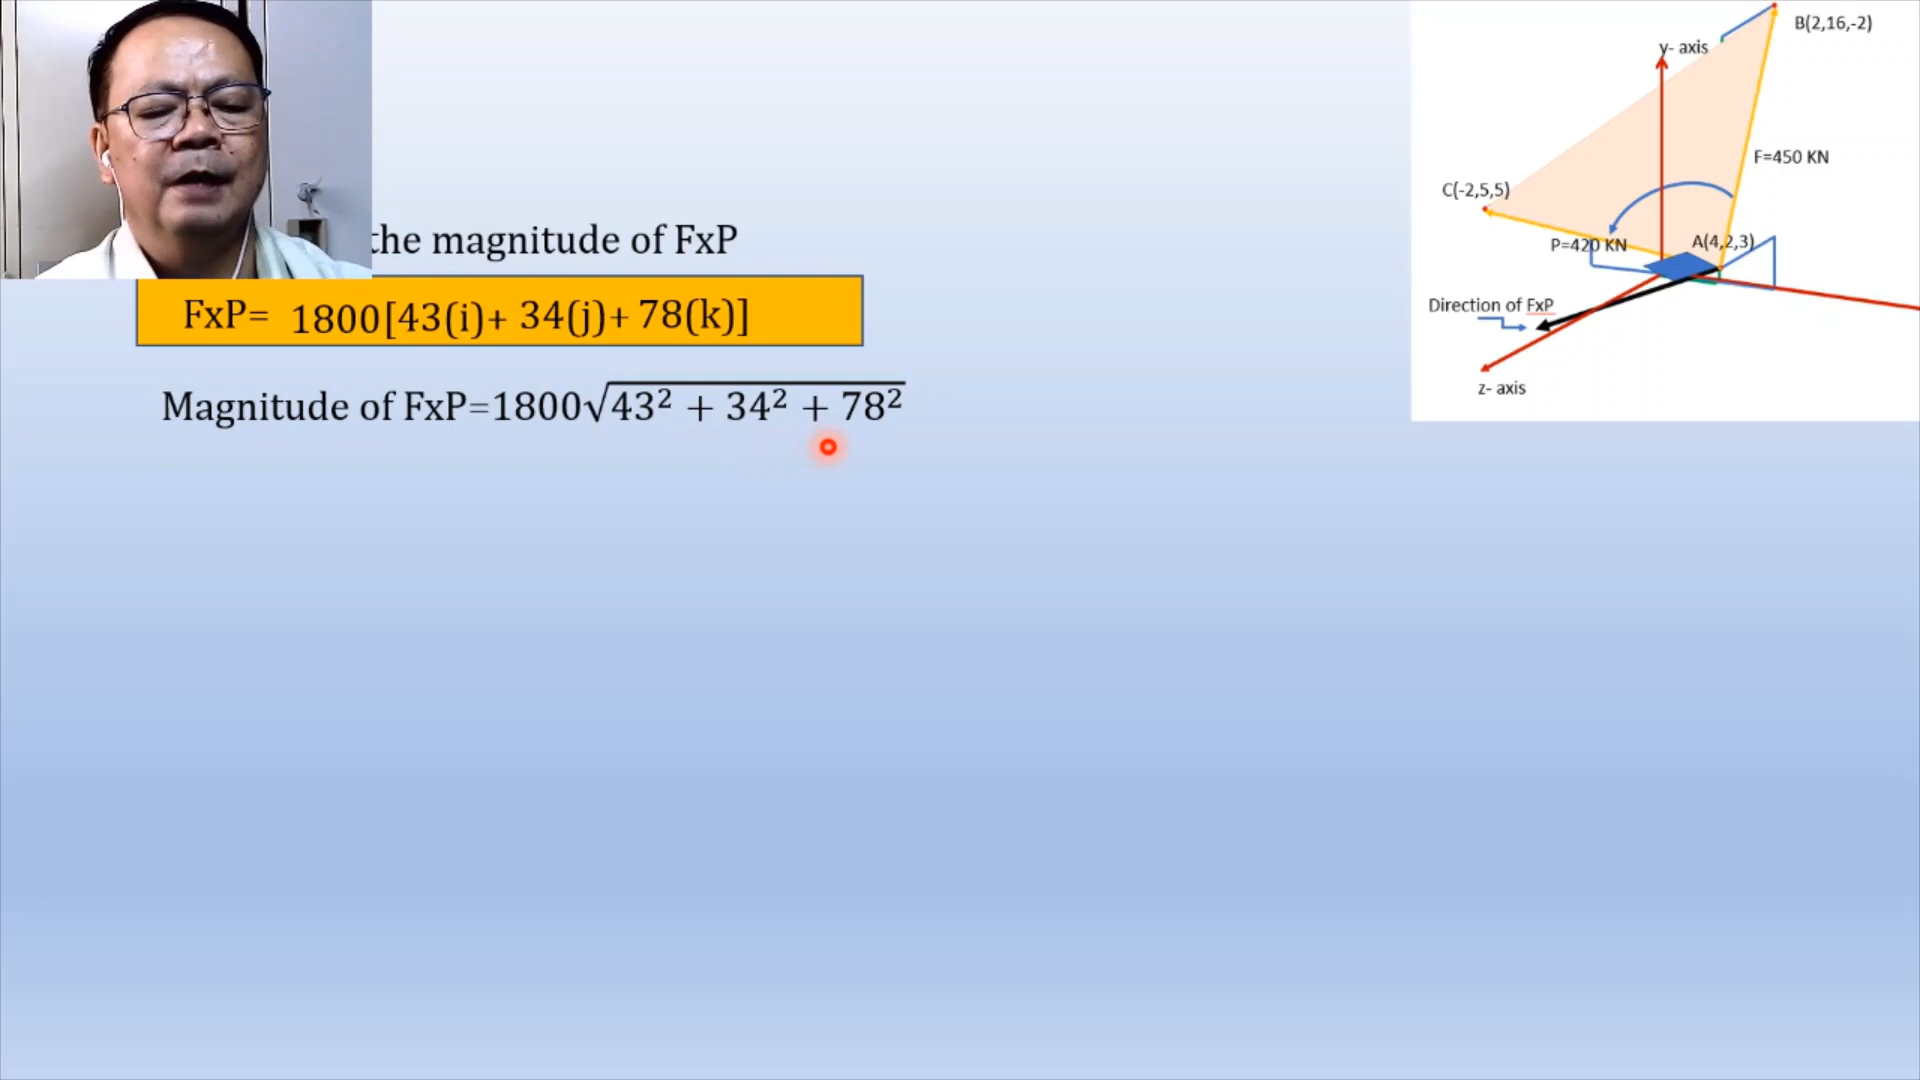 the magnitude of FxP
FxP= 1800[43(i)+ 34(j)+ 78(k)]
Magnitude of FxP=1800√43² + 34² + 78²
B(2,16,-2)
y- axis
F=450 KN
C(-2,5,5)
P=420 KN
A(4,2,3)
Direction of FxP
z- axis